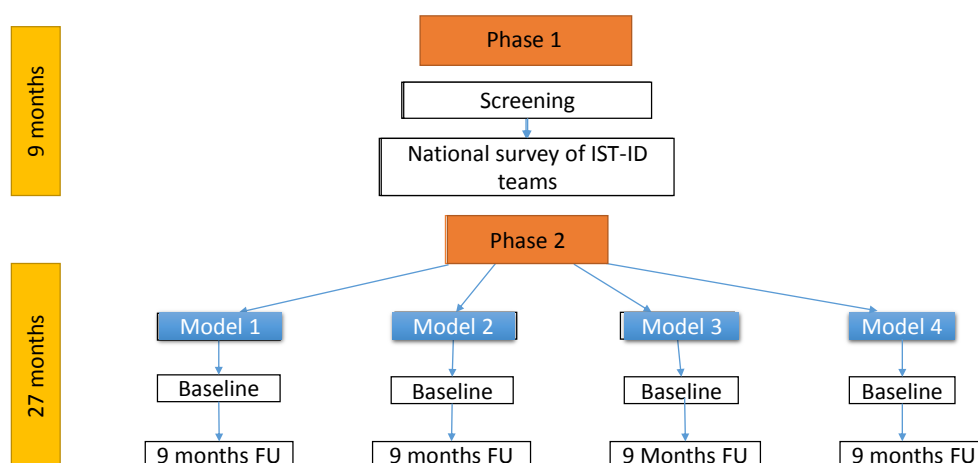 9 months
Phase 1
Screening
National survey of IST-ID
teams
27 months
Phase 2
Model 1
Model 2
Model 3
Model 4
Baseline
Baseline
Baseline
Baseline
9 months FU
9 months FU
9 Months FU
9 months FU